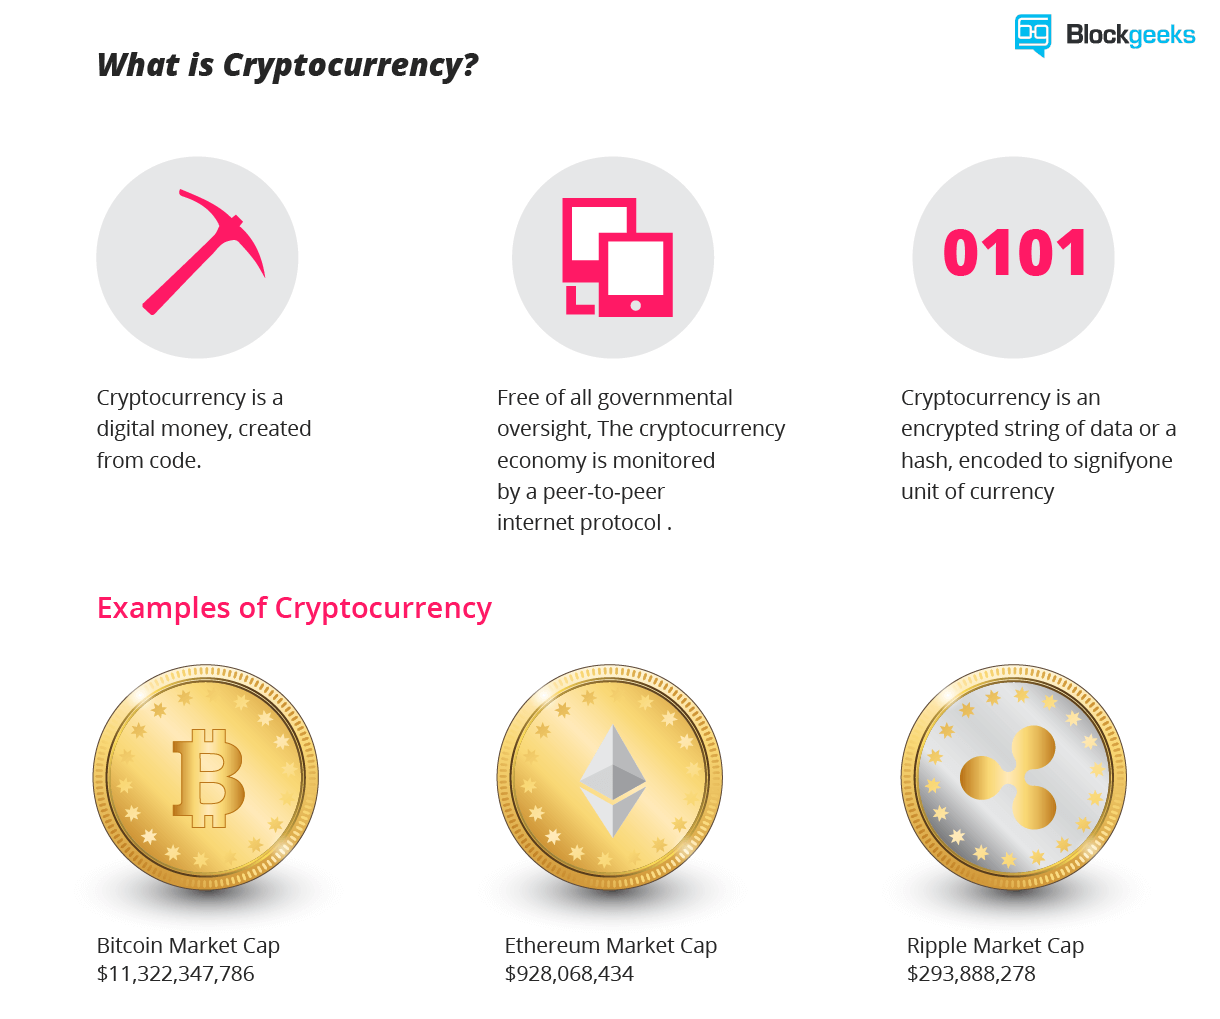 Blockgeeks
What is Cryptocurrency?
0101
Cryptocurrency is a
digital money, created
from code.
Free of all governmental
oversight, The cryptocurrency
economy is monitored
by a peer-to-peer
internet protocol .
Cryptocurrency is an
encrypted string of data or a
hash, encoded to signifyone
unit of currency
Examples of Cryptocurrency
Bitcoin Market Cap
$11,322,347,786
Ethereum Market Cap
$928,068,434
Ripple Market Cap
$293,888,278